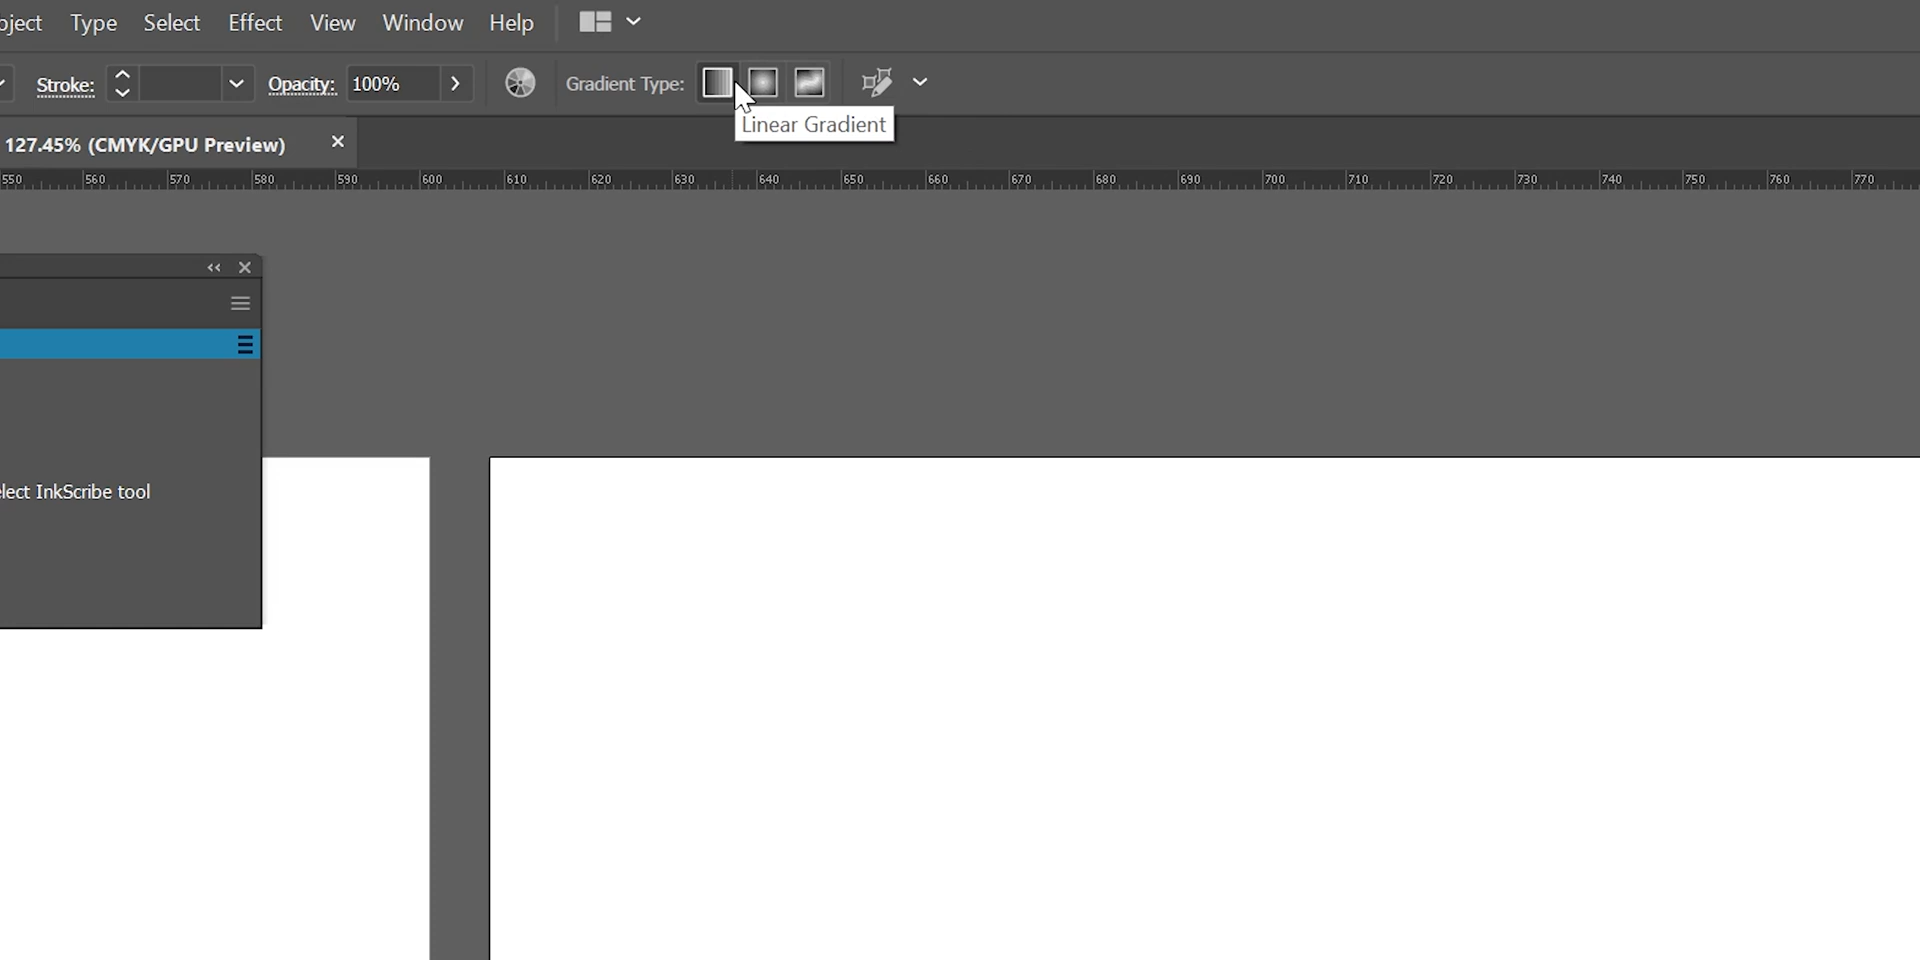 bject Type Select Effect View Window Help
Stroke: Opacity: 100% Gradient Type:
Linear Gradient
127.45% (CMYK/GPU Preview)
550 560 570 580 590 600 610 620 630 640 650 660 670 680 690 700 710 720 730 740 750 760 770
elect InkScribe tool